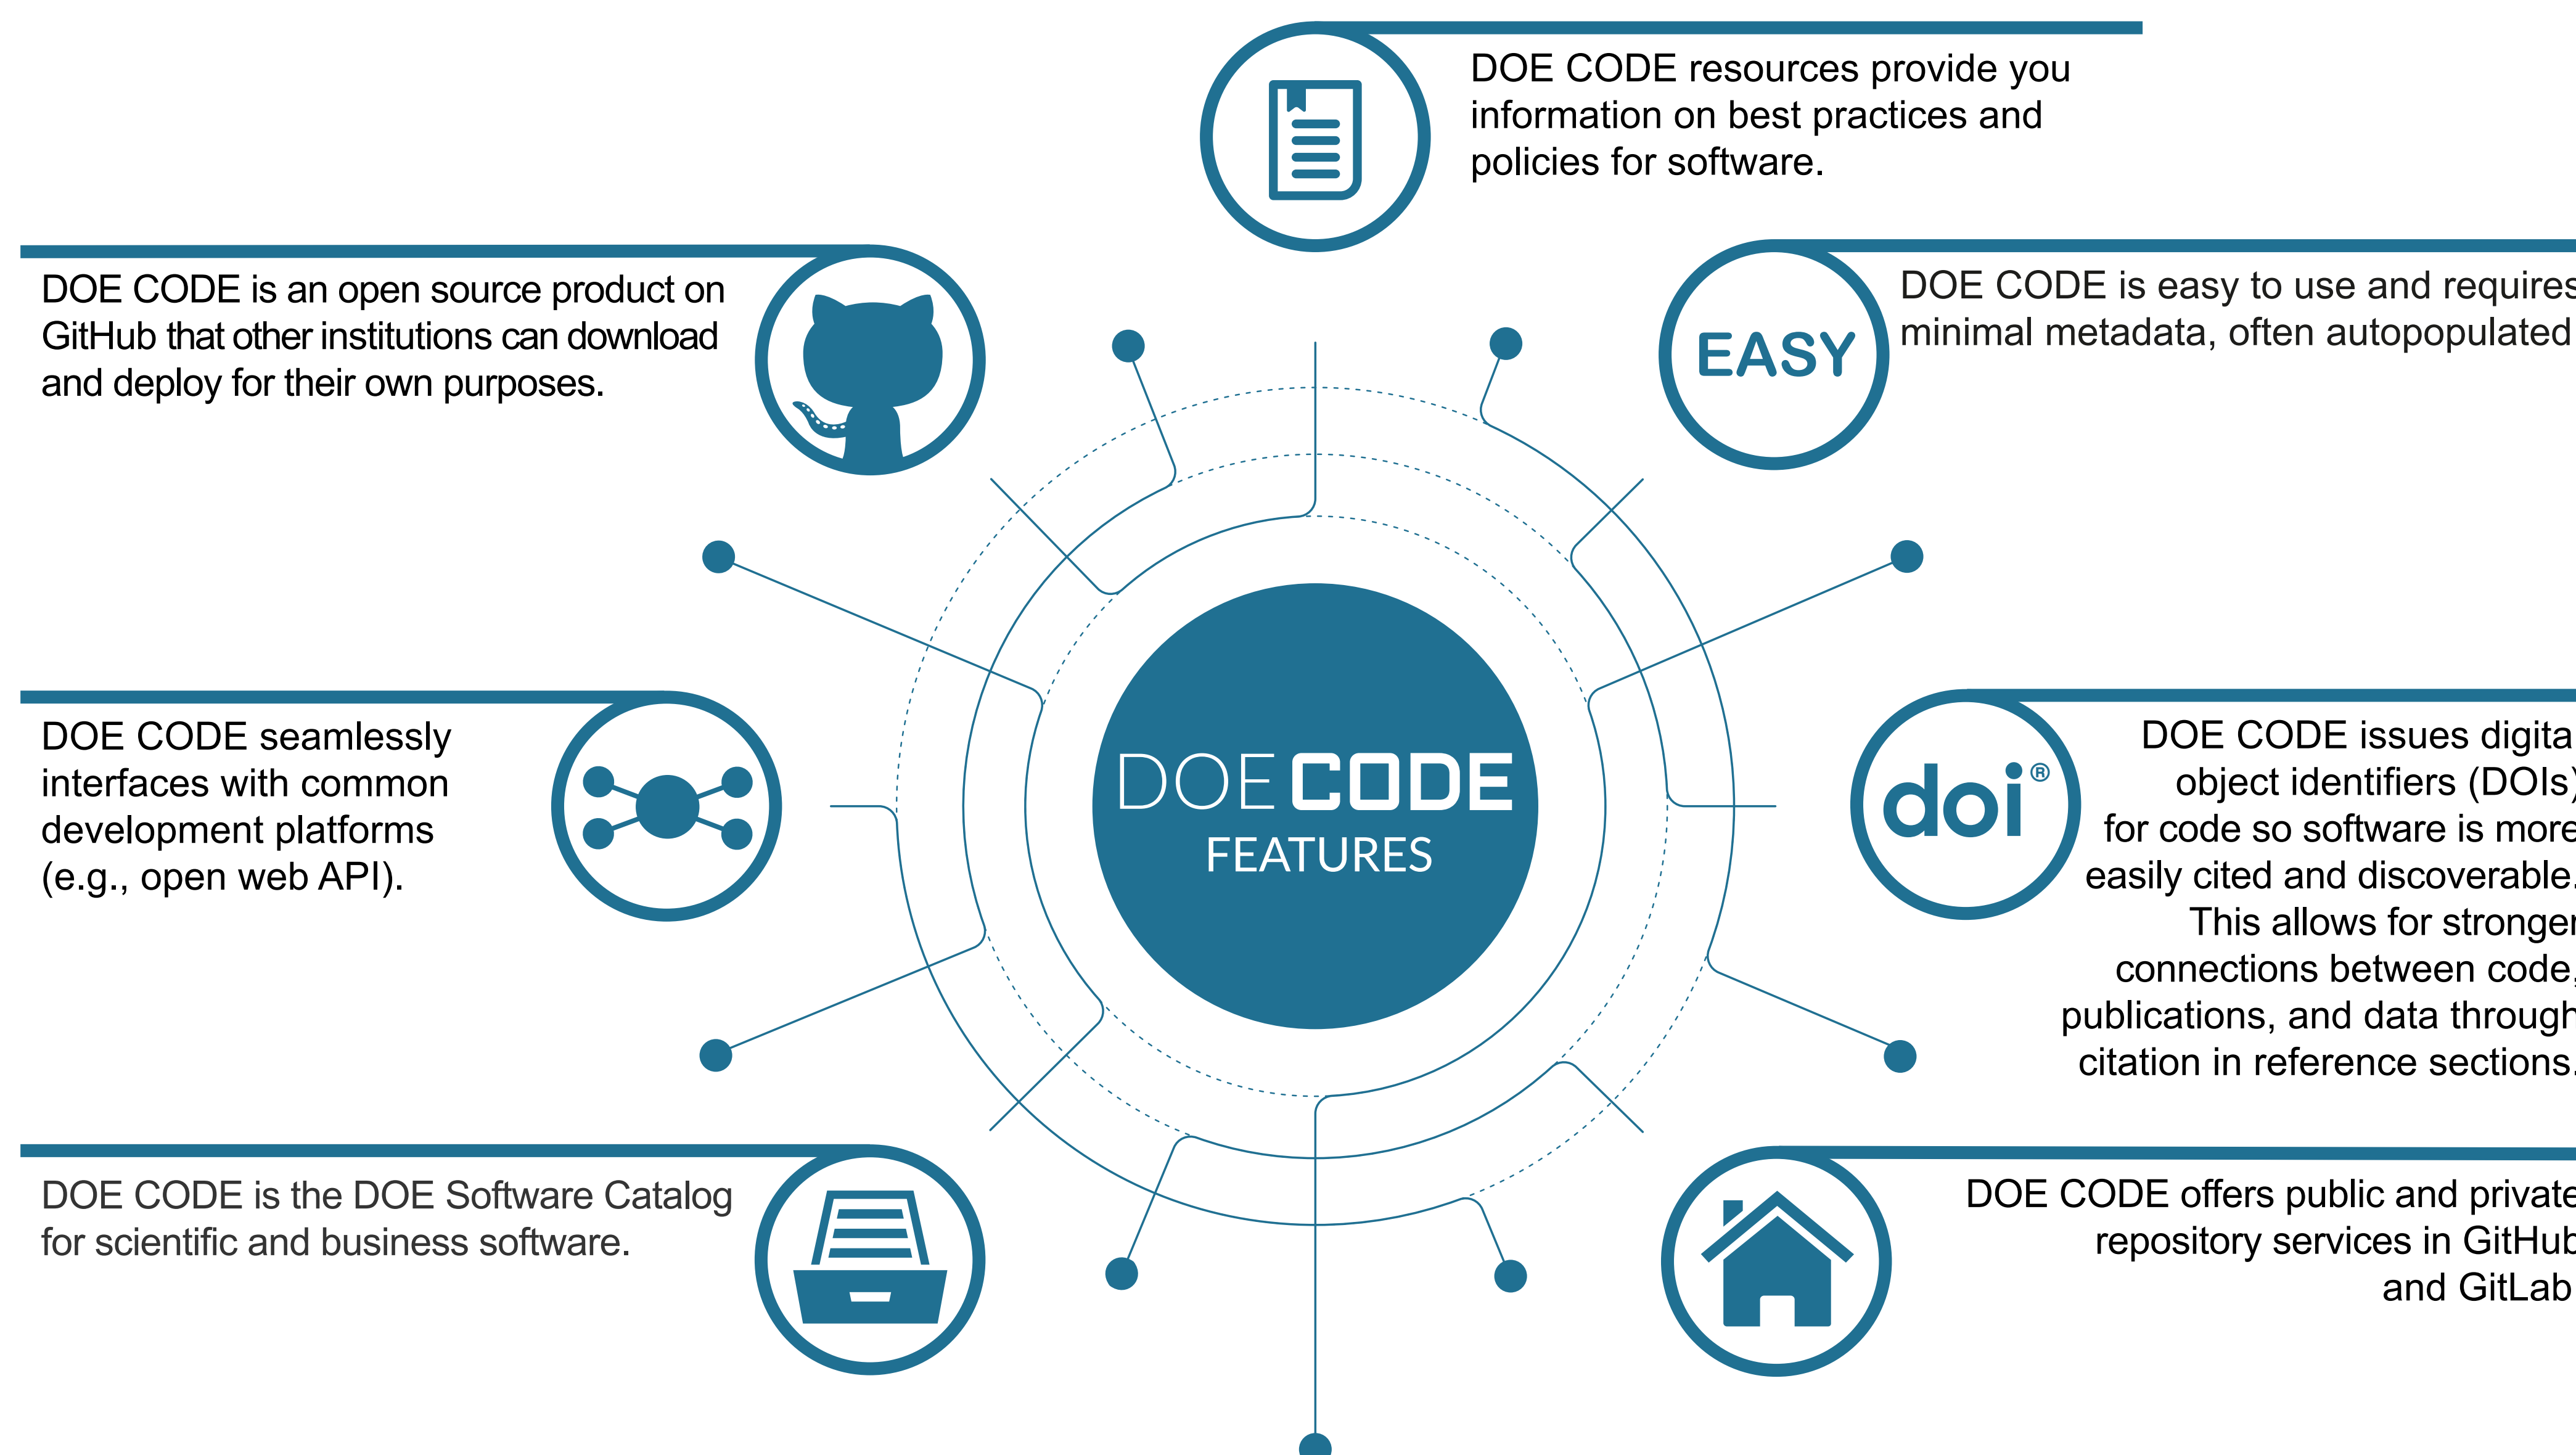 DOE CODE resources provide you
information on best practices and
policies for software.
DOE CODE is an open source product on
GitHub that other institutions can download
and deploy for their own purposes.
EASY
DOE CODE is easy to use and requires
minimal metadata, often autopopulated
DOE CODE seamlessly
interfaces with common
development platforms
(e.g., open web API).
DOE CODE
FEATURES
doi®
DOE CODE issues digita
object identifiers (DOIs)
for code so software is more
easily cited and discoverable.
This allows for stronger
connections between code,
publications, and data through
citation in reference sections.
DOE CODE is the DOE Software Catalog
for scientific and business software.
DOE CODE offers public and private
repository services in GitHub
and GitLab